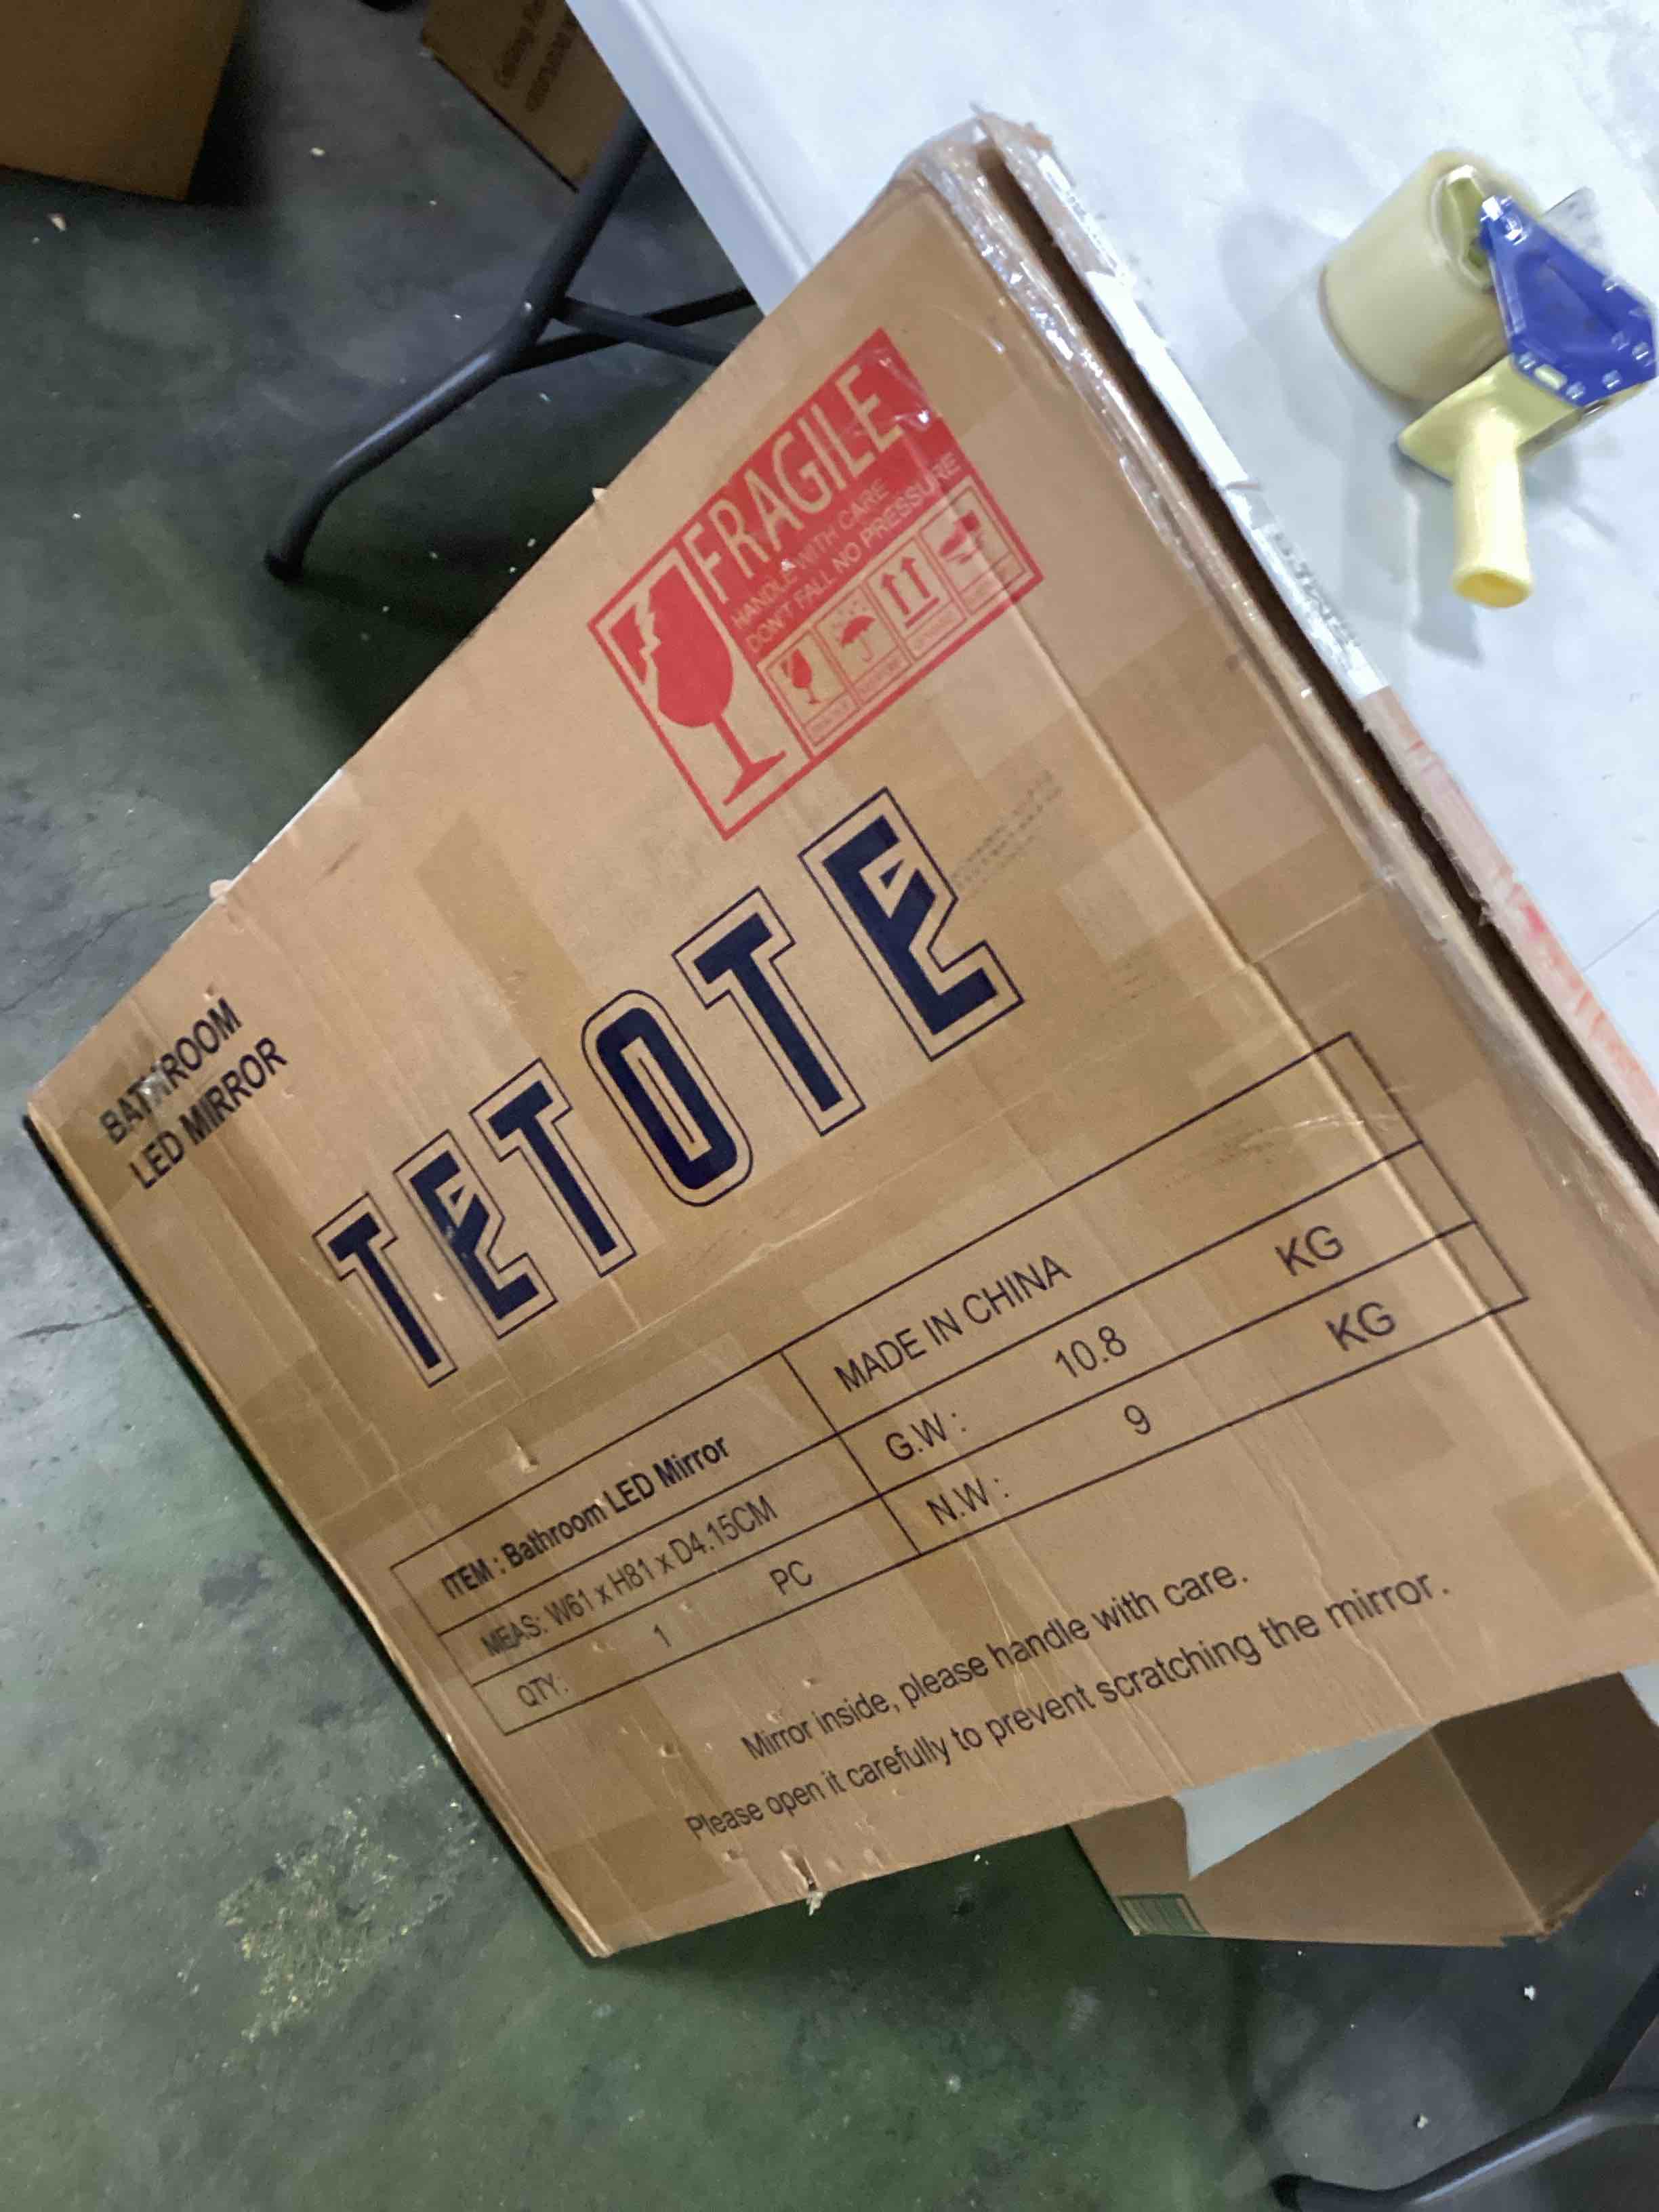 FRAGILE
HANDLE WITH CARE
DON'T FALL NO PRESSURE
BATHROOM
LED MIRROR
TETOTE
ITEM : Bathroom LED Mirror
MADE IN CHINA
MEAS: W61 x H81 x D4.15CM
G.W : 10.8 KG
QTY: 1 PC
N.W : 9 KG
Mirror inside, please handle with care.
Please open it carefully to prevent scratching the mirror.